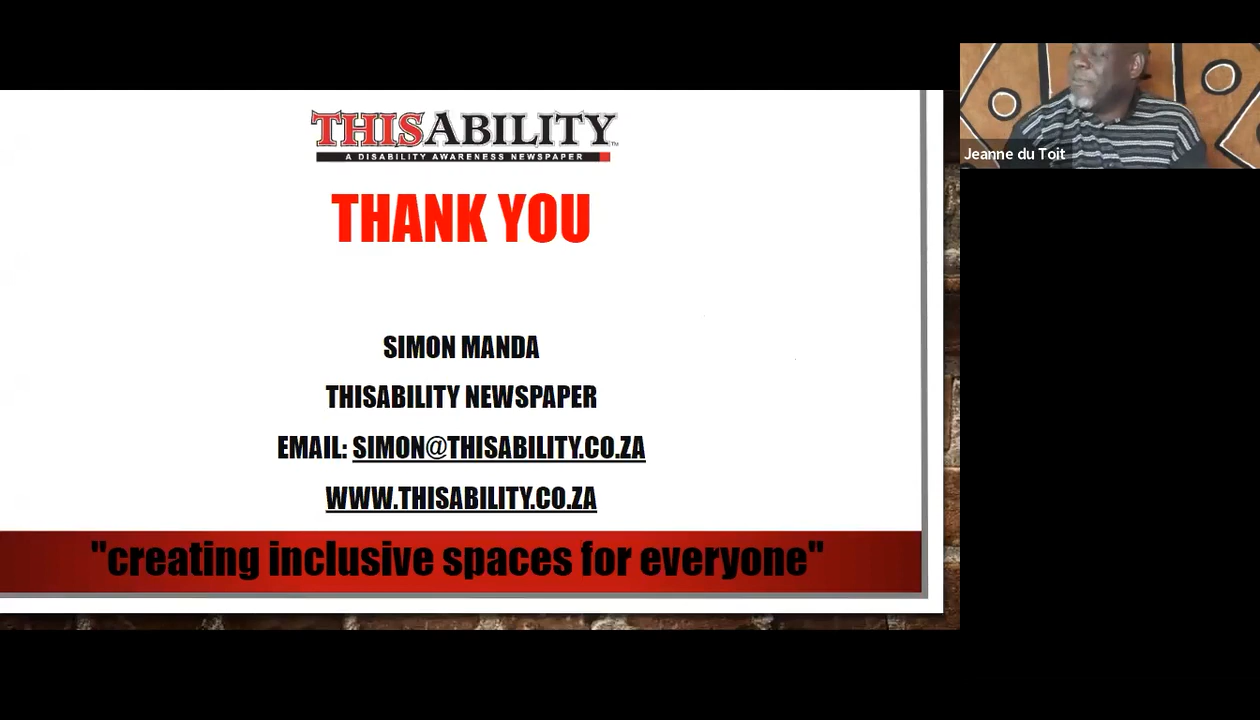 THISABILITY™
A DISABILITY AWARENESS NEWSPAPER
THANK YOU
SIMON MANDA
THISABILITY NEWSPAPER
EMAIL: SIMON@THISABILITY.CO.ZA
WWW.THISABILITY.CO.ZA
"creating inclusive spaces for everyone"
Jeanne du Toit